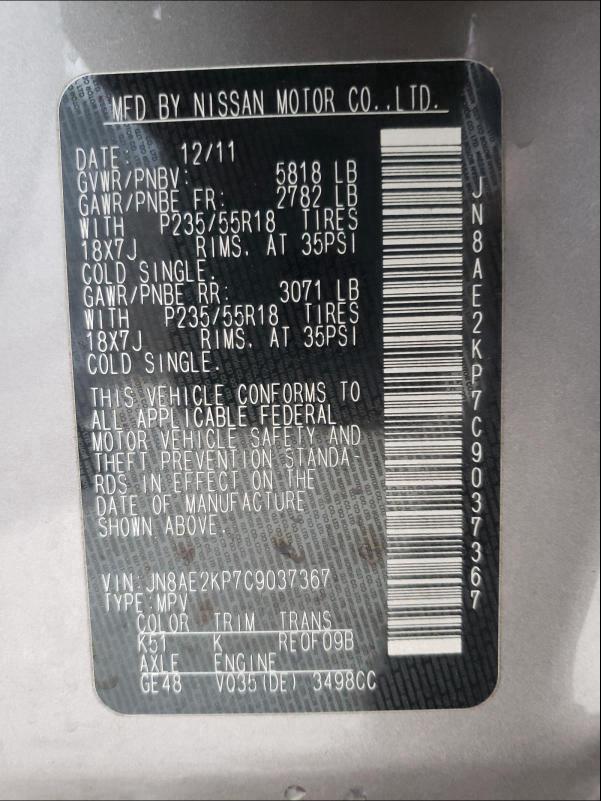 MFD BY NISSAN MOTOR CO.,LTD.
DATE: 12/11
GVWR/PNBV: 5818 LB
GAWR/PNBE FR: 2782 LB
WITH P235/55R18 TIRES
18X7J RIMS. AT 35PSI
COLD SINGLE.
GAWR/PNBE RR: 3071 LB
WITH P235/55R18 TIRES
18X7J RIMS. AT 35PSI
COLD SINGLE.
THIS VEHICLE CONFORMS TO
ALL APPLICABLE FEDERAL
MOTOR VEHICLE SAFETY AND
THEFT PREVENTION STANDA-
RDS IN EFFECT ON THE
DATE OF MANUFACTURE
SHOWN ABOVE.
VIN:JN8AE2KP7C9037367
TYPE:MPV
COLOR TRIM TRANS
K51 K RE0F09B
AXLE ENGINE
GE48 VQ35(DE) 3498CC
JN8AE2KP7C9037367